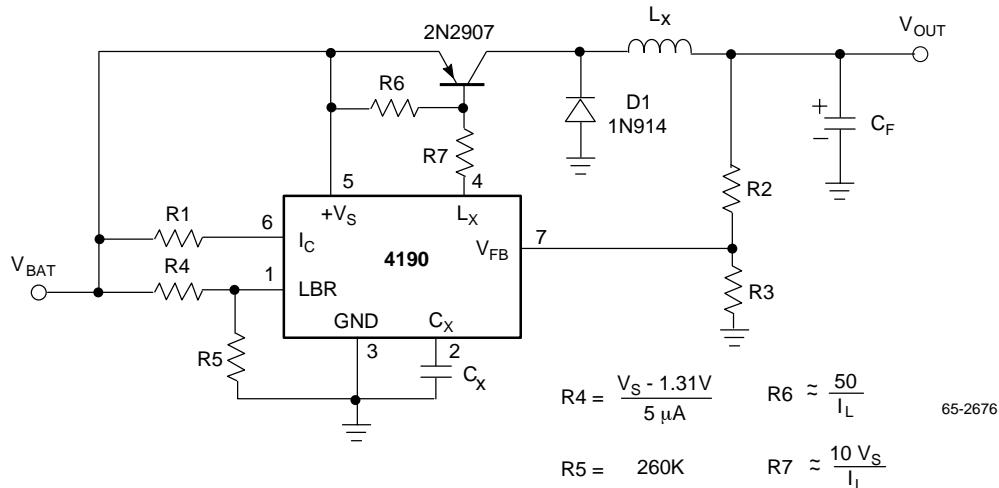 2N2907
L_X
V_OUT
R6
D1
1N914
+
−
C_F
R7
5
4
R2
+V_S
L_X
R1
6
I_C
V_FB
7
4190
V_BAT
R4
1
LBR
R3
GND
C_X
R5
3
2
C_X
R4 = (V_S - 1.31V) / (5 µA)
R6 ≈ 50 / I_L
65-2676
R5 = 260K
R7 ≈ 10 V_S / I_L